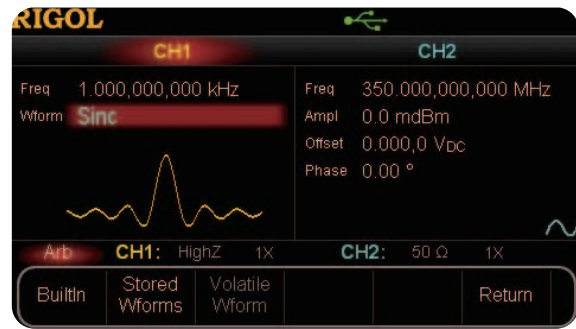 RIGOL
CH1
CH2
Freq 1.000,000,000 kHz
Wform Sinc
Freq 350.000,000,000 MHz
Ampl 0.0 mdBm
Offset 0.000,0 VDC
Phase 0.00 °
Arb CH1: HighZ 1X CH2: 50 Ω 1X
BuiltIn
Stored
Wforms
Volatile
Wform
Return